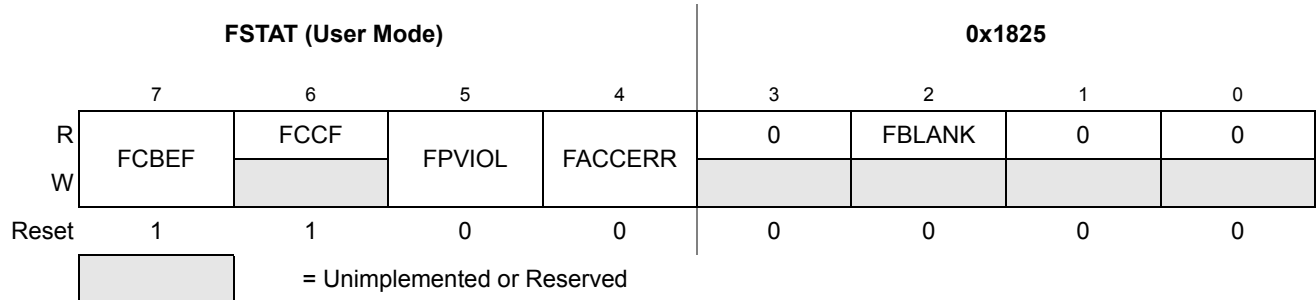 FSTAT (User Mode) 0x1825
7 6 5 4 3 2 1 0
R FCBEF FCCF FPVIOL FACCERR 0 FBLANK 0 0
W
Reset 1 1 0 0 0 0 0 0
= Unimplemented or Reserved